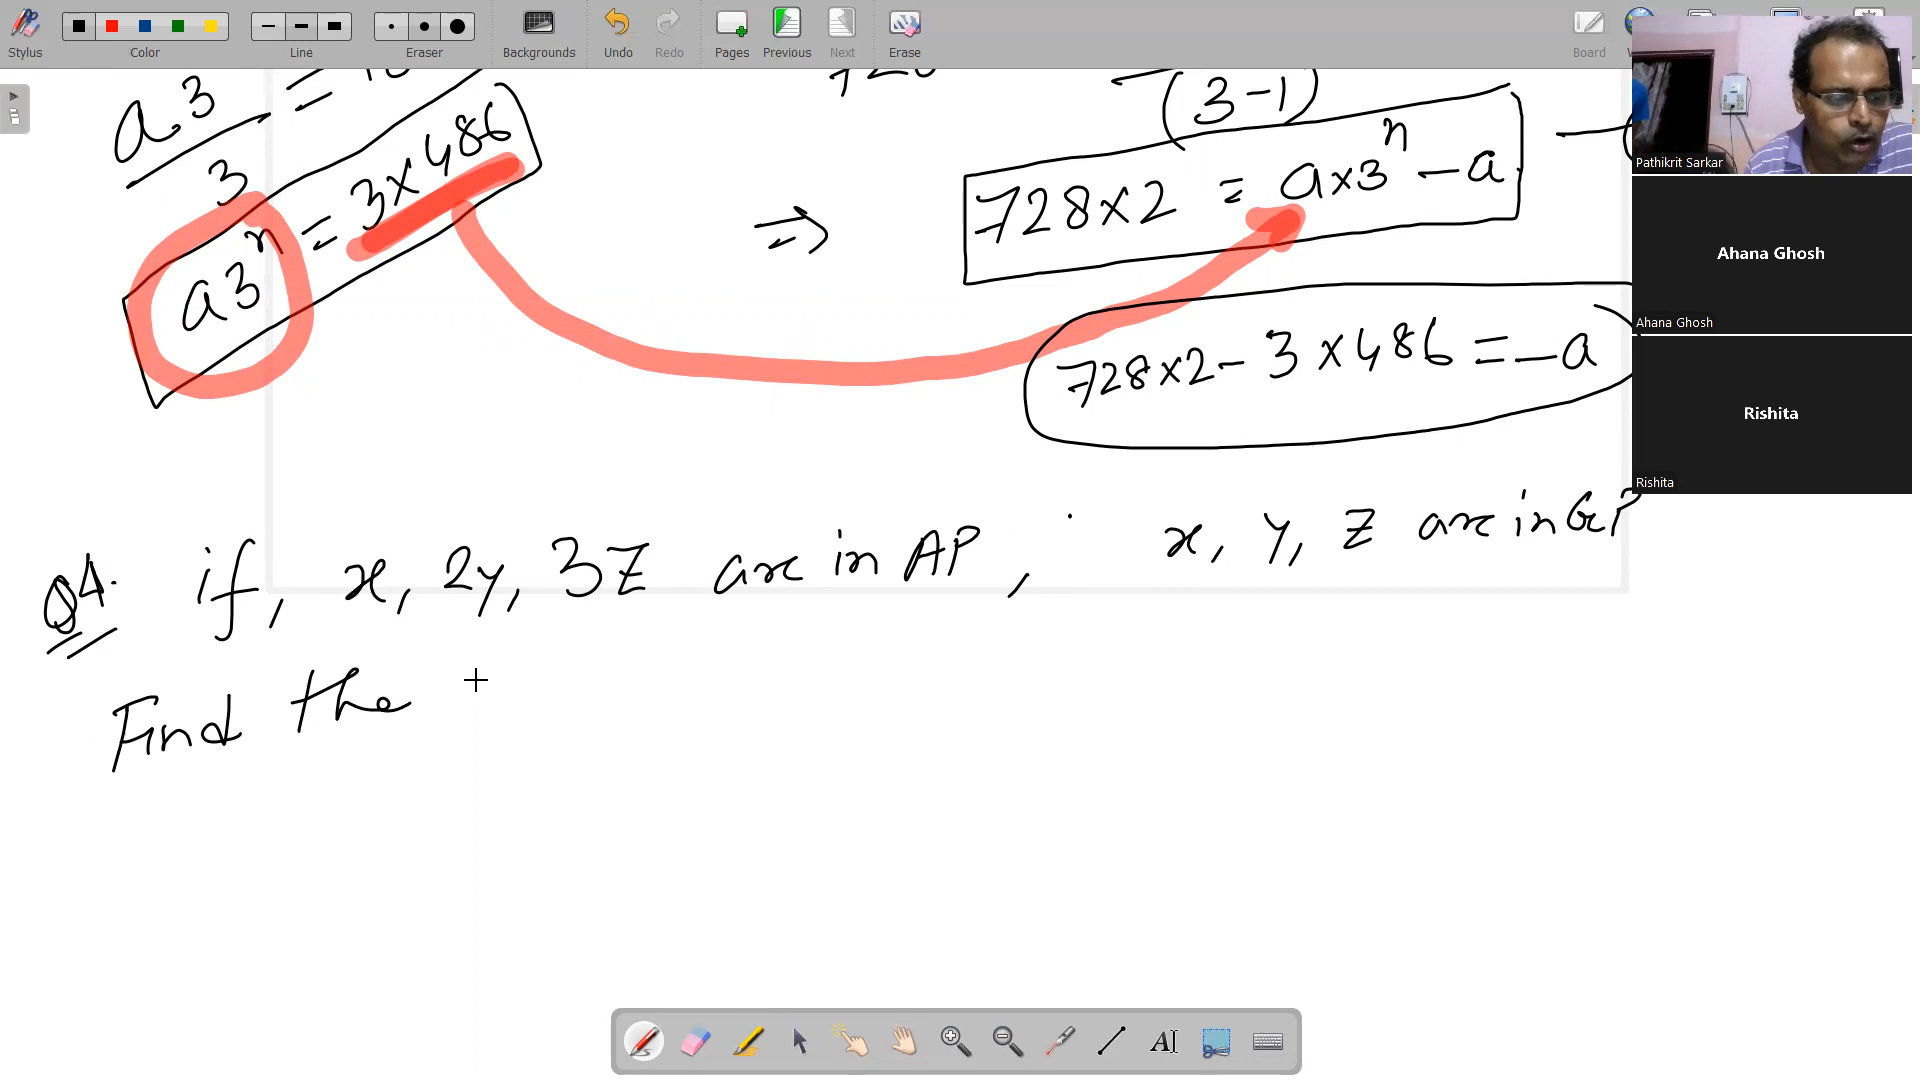 Stylus Color Line Eraser Backgrounds Undo Redo Pages Previous Next Erase Board
a3
3
(3-1)
a3ⁿ = 3×486
⇒ 728×2 = a×3ⁿ - a
728×2 - 3×486 = -a
Q4. if, x, 2y, 3z are in AP, x, y, z are in GP
Find the
Pathikrit Sarkar
Ahana Ghosh
Ahana Ghosh
Rishita
Rishita